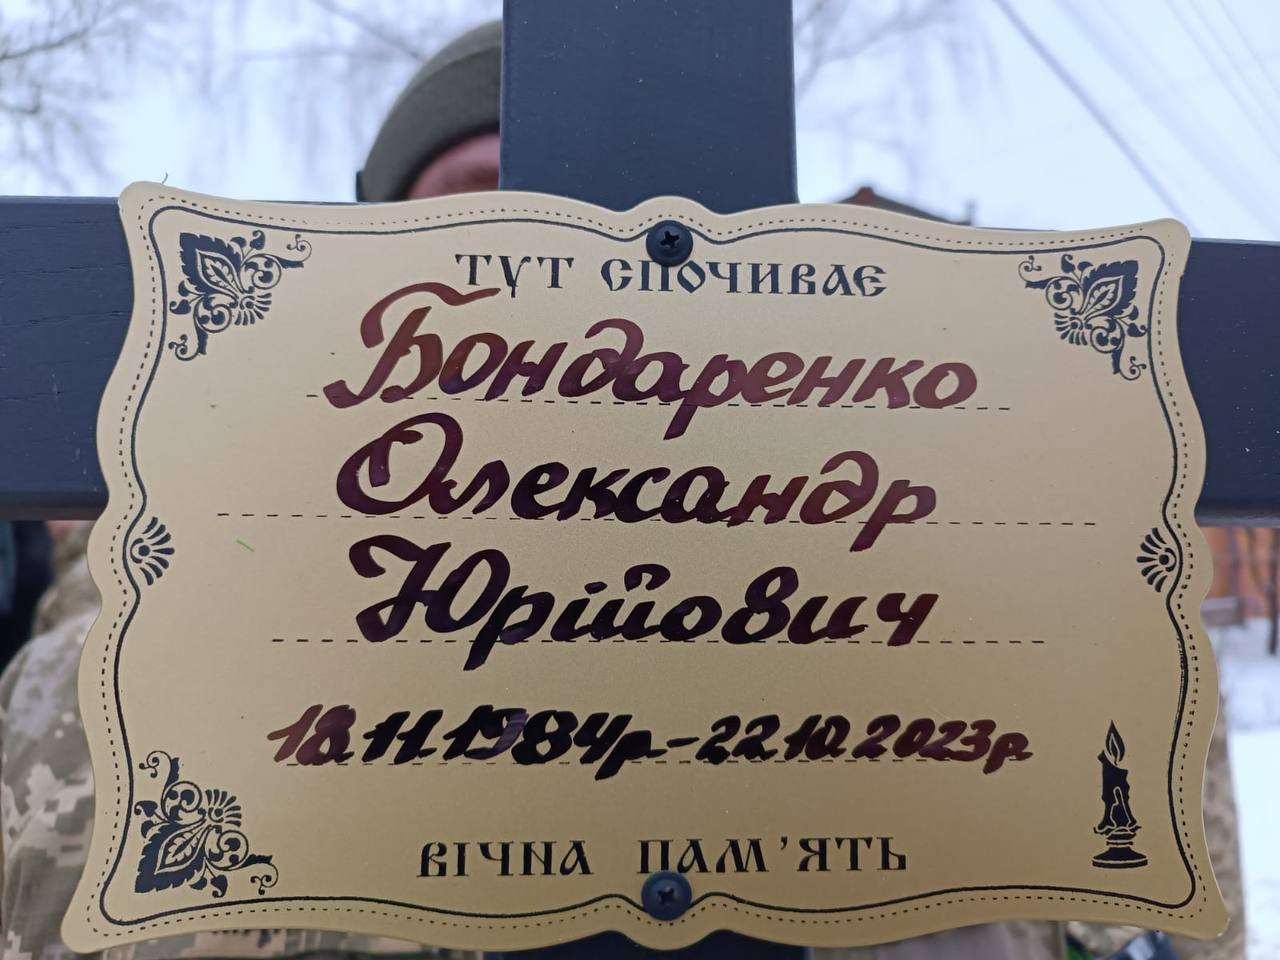 ТУТ СПОЧИВАЄ
Бондаренко
Олександр
Юрійович
18.11.1984р-22.10.2023р
ВІЧНА ПАМ'ЯТЬ